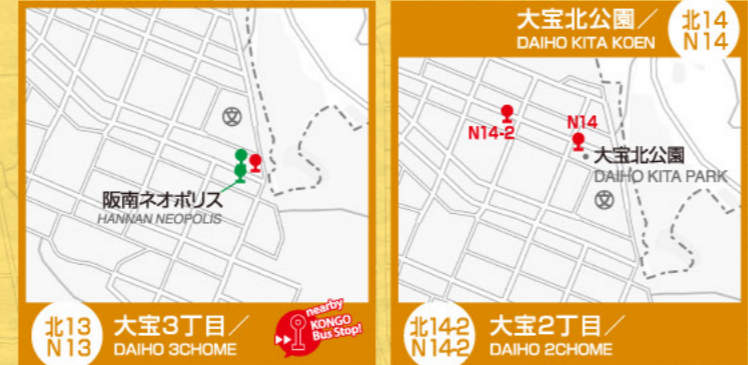 阪南ネオポリス
HANNAN NEOPOLIS
北13
N13
大宝3丁目／
DAIHO 3CHOME
nearby
KONGO
Bus Stop!
大宝北公園／
DAIHO KITA KOEN
北14
N14
N14-2
N14
大宝北公園
DAIHO KITA PARK
北14-2
N14-2
大宝2丁目／
DAIHO 2CHOME